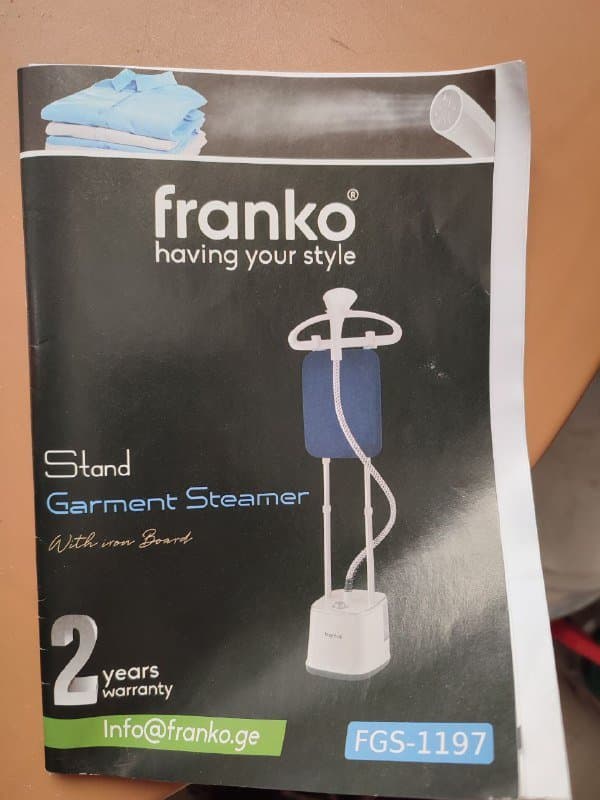 franko®
having your style
Stand
Garment Steamer
With iron Board
2 years
warranty
Info@franko.ge
FGS-1197